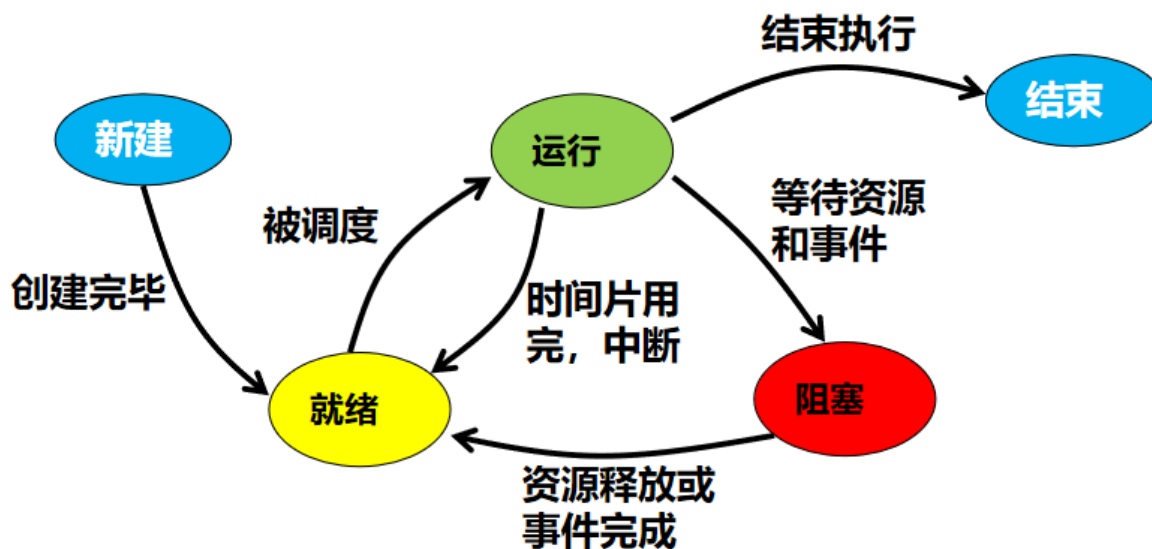 结束执行
结束
新建
运行
等待资源
和事件
被调度
创建完毕
时间片用
完，中断
就绪
阻塞
资源释放或
事件完成